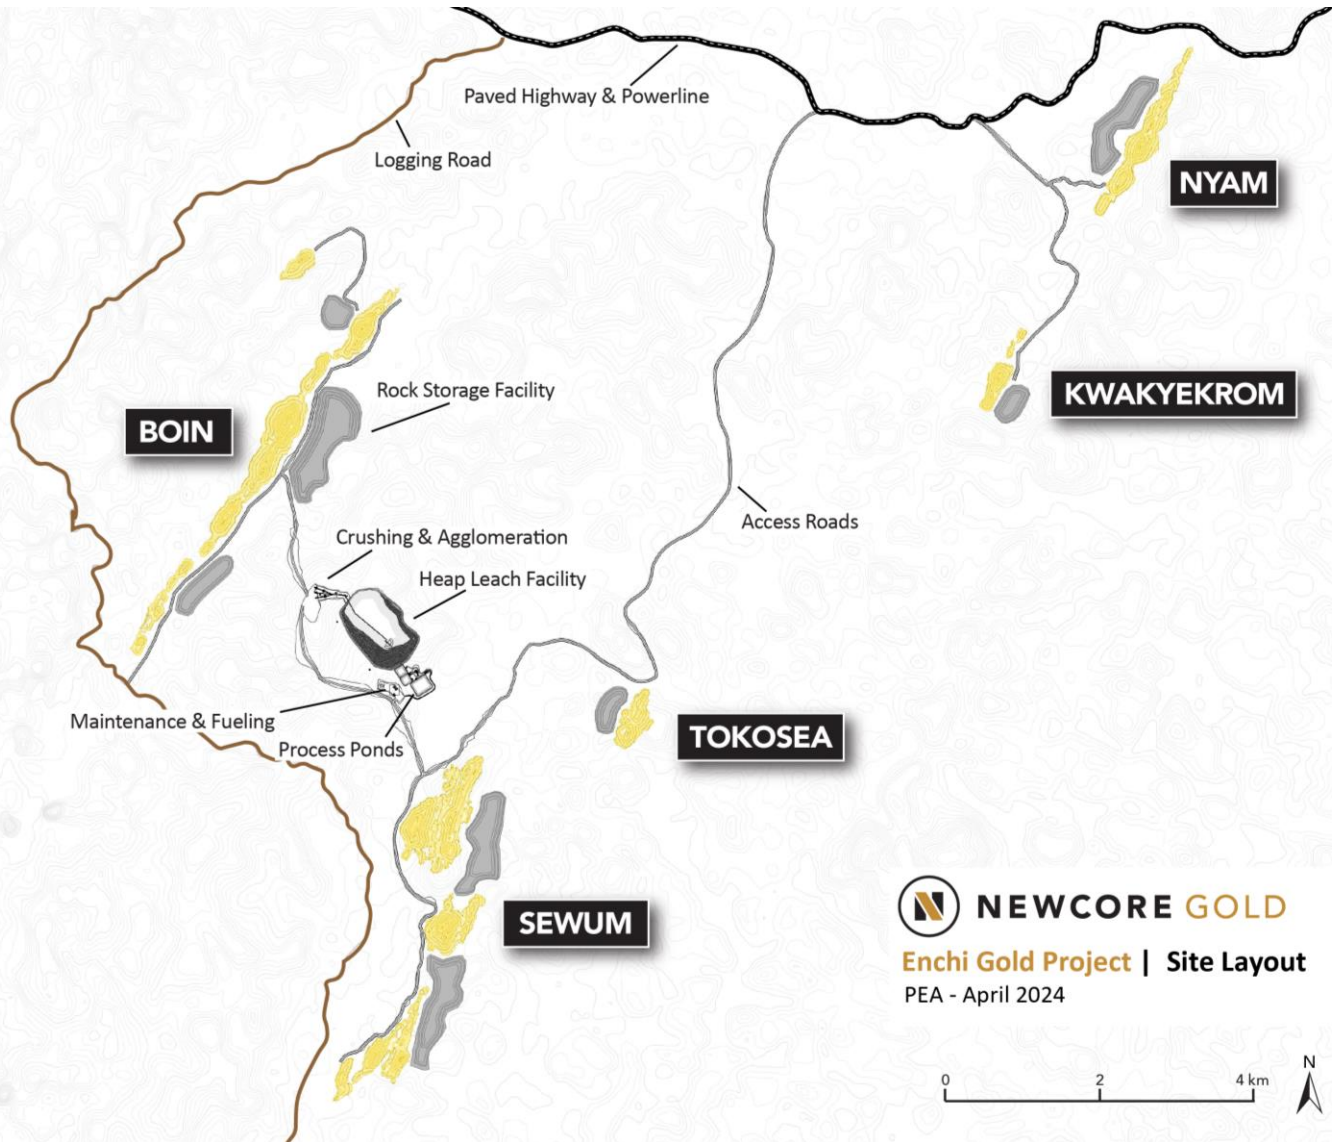 Paved Highway & Powerline
Logging Road
NYAM
Rock Storage Facility
KWAKYEKROM
BOIN
Access Roads
Crushing & Agglomeration
Heap Leach Facility
Maintenance & Fueling
TOKOSEA
Process Ponds
SEWUM
NEWCORE GOLD
Enchi Gold Project | Site Layout
PEA - April 2024
N
0 2 4 km